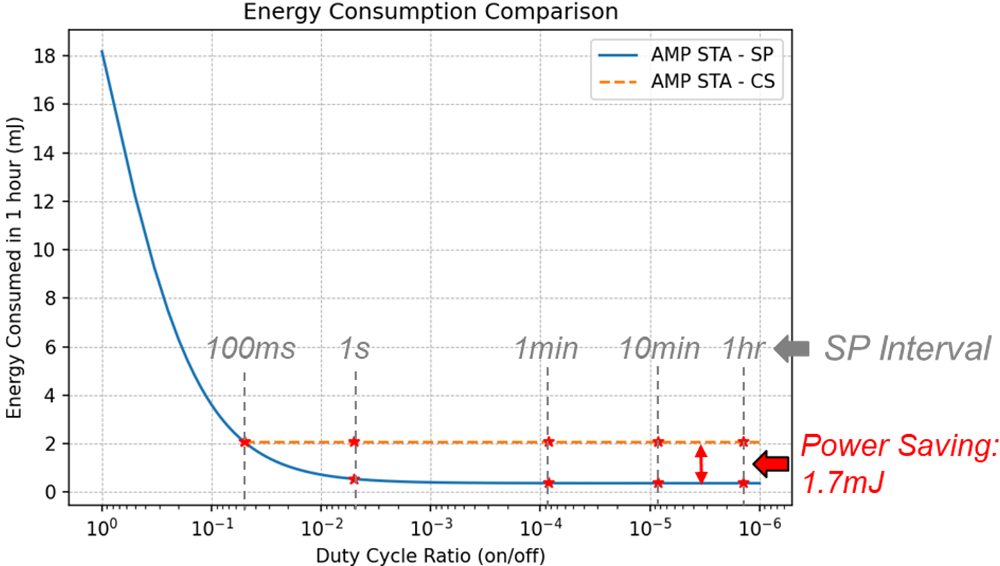 Energy Consumption Comparison
AMP STA - SP
AMP STA - CS
Energy Consumed in 1 hour (mJ)
18
16
14
12
10
8
6
4
2
0
100ms
1s
1min
10min
1hr
SP Interval
Power Saving:
1.7mJ
10⁰
10⁻¹
10⁻²
10⁻³
10⁻⁴
10⁻⁵
10⁻⁶
Duty Cycle Ratio (on/off)